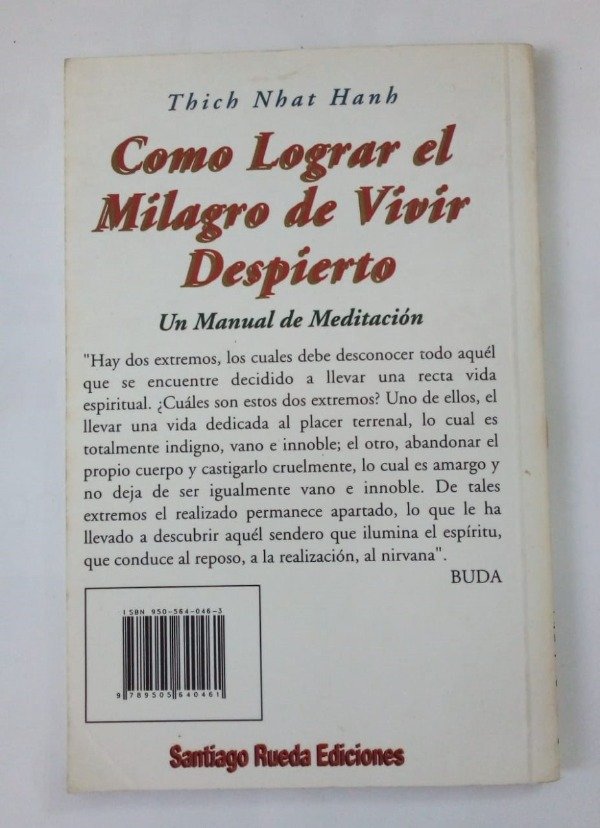 Thich Nhat Hanh
Como Lograr el
Milagro de Vivir
Despierto
Un Manual de Meditación
"Hay dos extremos, los cuales debe desconocer todo aquél
que se encuentre decidido a llevar una recta vida
espiritual. ¿Cuáles son estos dos extremos? Uno de ellos, el
llevar una vida dedicada al placer terrenal, lo cual es
totalmente indigno, vano e innoble; el otro, abandonar el
propio cuerpo y castigarlo cruelmente, lo cual es amargo y
no deja de ser igualmente vano e innoble. De tales
extremos el realizado permanece apartado, lo que le ha
llevado a descubrir aquél sendero que ilumina el espíritu,
que conduce al reposo, a la realización, al nirvana".
BUDA
ISBN 950-564-046-3
9 789505 640461
Santiago Rueda Ediciones